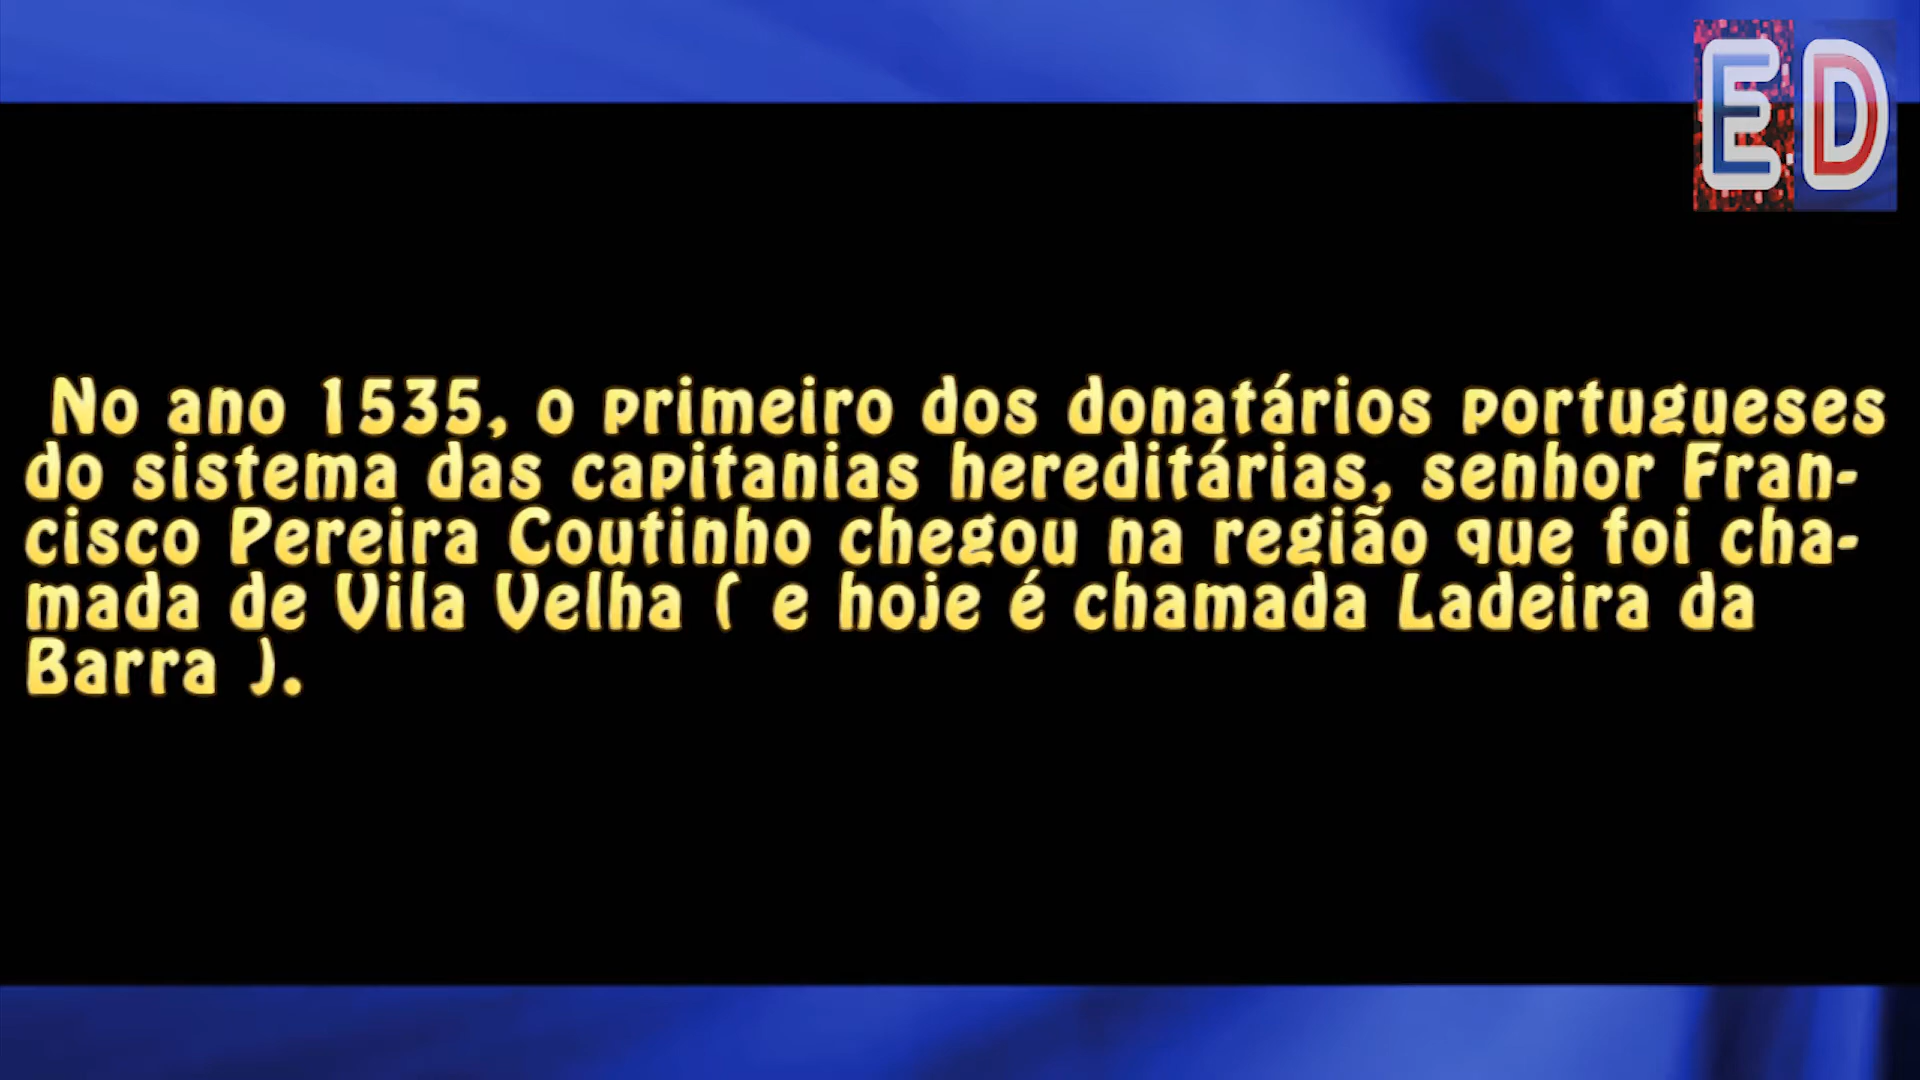 ED
No ano 1535, o primeiro dos donatários portugueses
do sistema das capitanias hereditárias, senhor Fran-
cisco Pereira Coutinho chegou na região que foi cha-
mada de Vila Velha ( e hoje é chamada Ladeira da
Barra ).